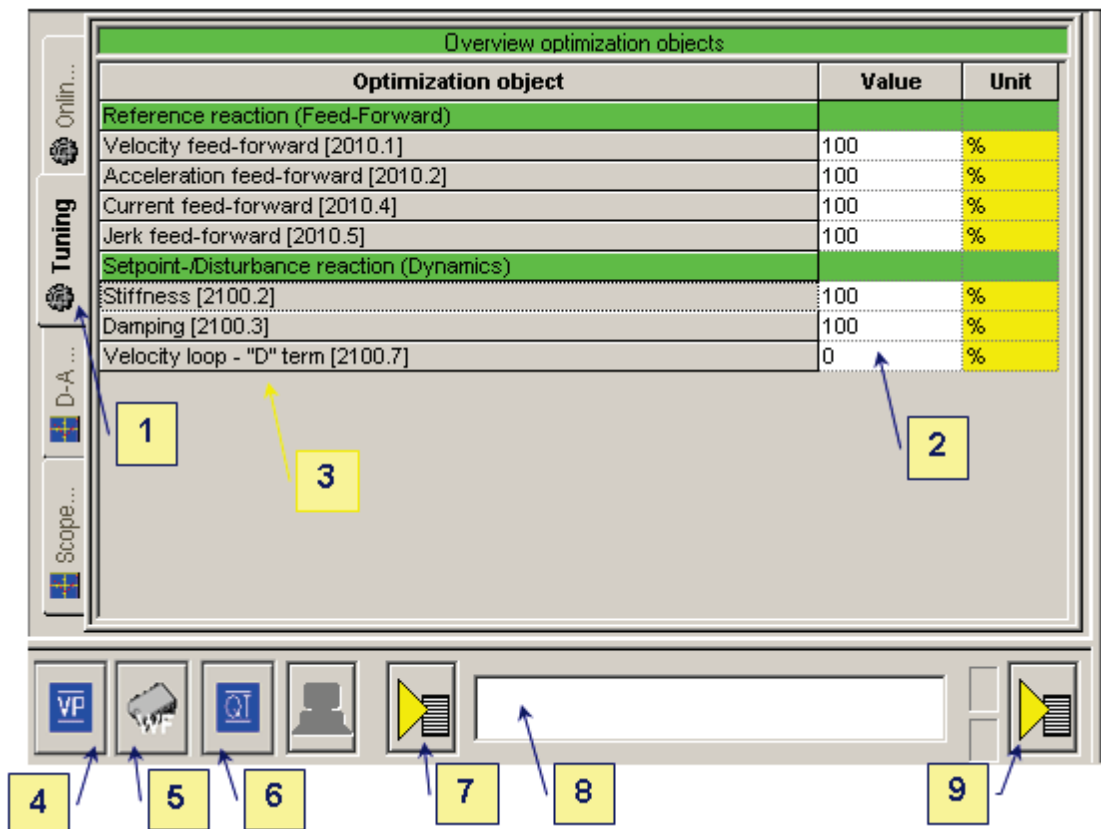 Overview optimization objects
Optimization object Value Unit
Reference reaction (Feed-Forward)
Velocity feed-forward [2010.1] 100 %
Acceleration feed-forward [2010.2] 100 %
Current feed-forward [2010.4] 100 %
Jerk feed-forward [2010.5] 100 %
Setpoint-/Disturbance reaction (Dynamics)
Stiffness [2100.2] 100 %
Damping [2100.3] 100 %
Velocity loop - "D" term [2100.7] 0 %
Onlin...
Tuning
D-A ...
Scope...
1
2
3
VP
WF
QT
4
5
6
7
8
9